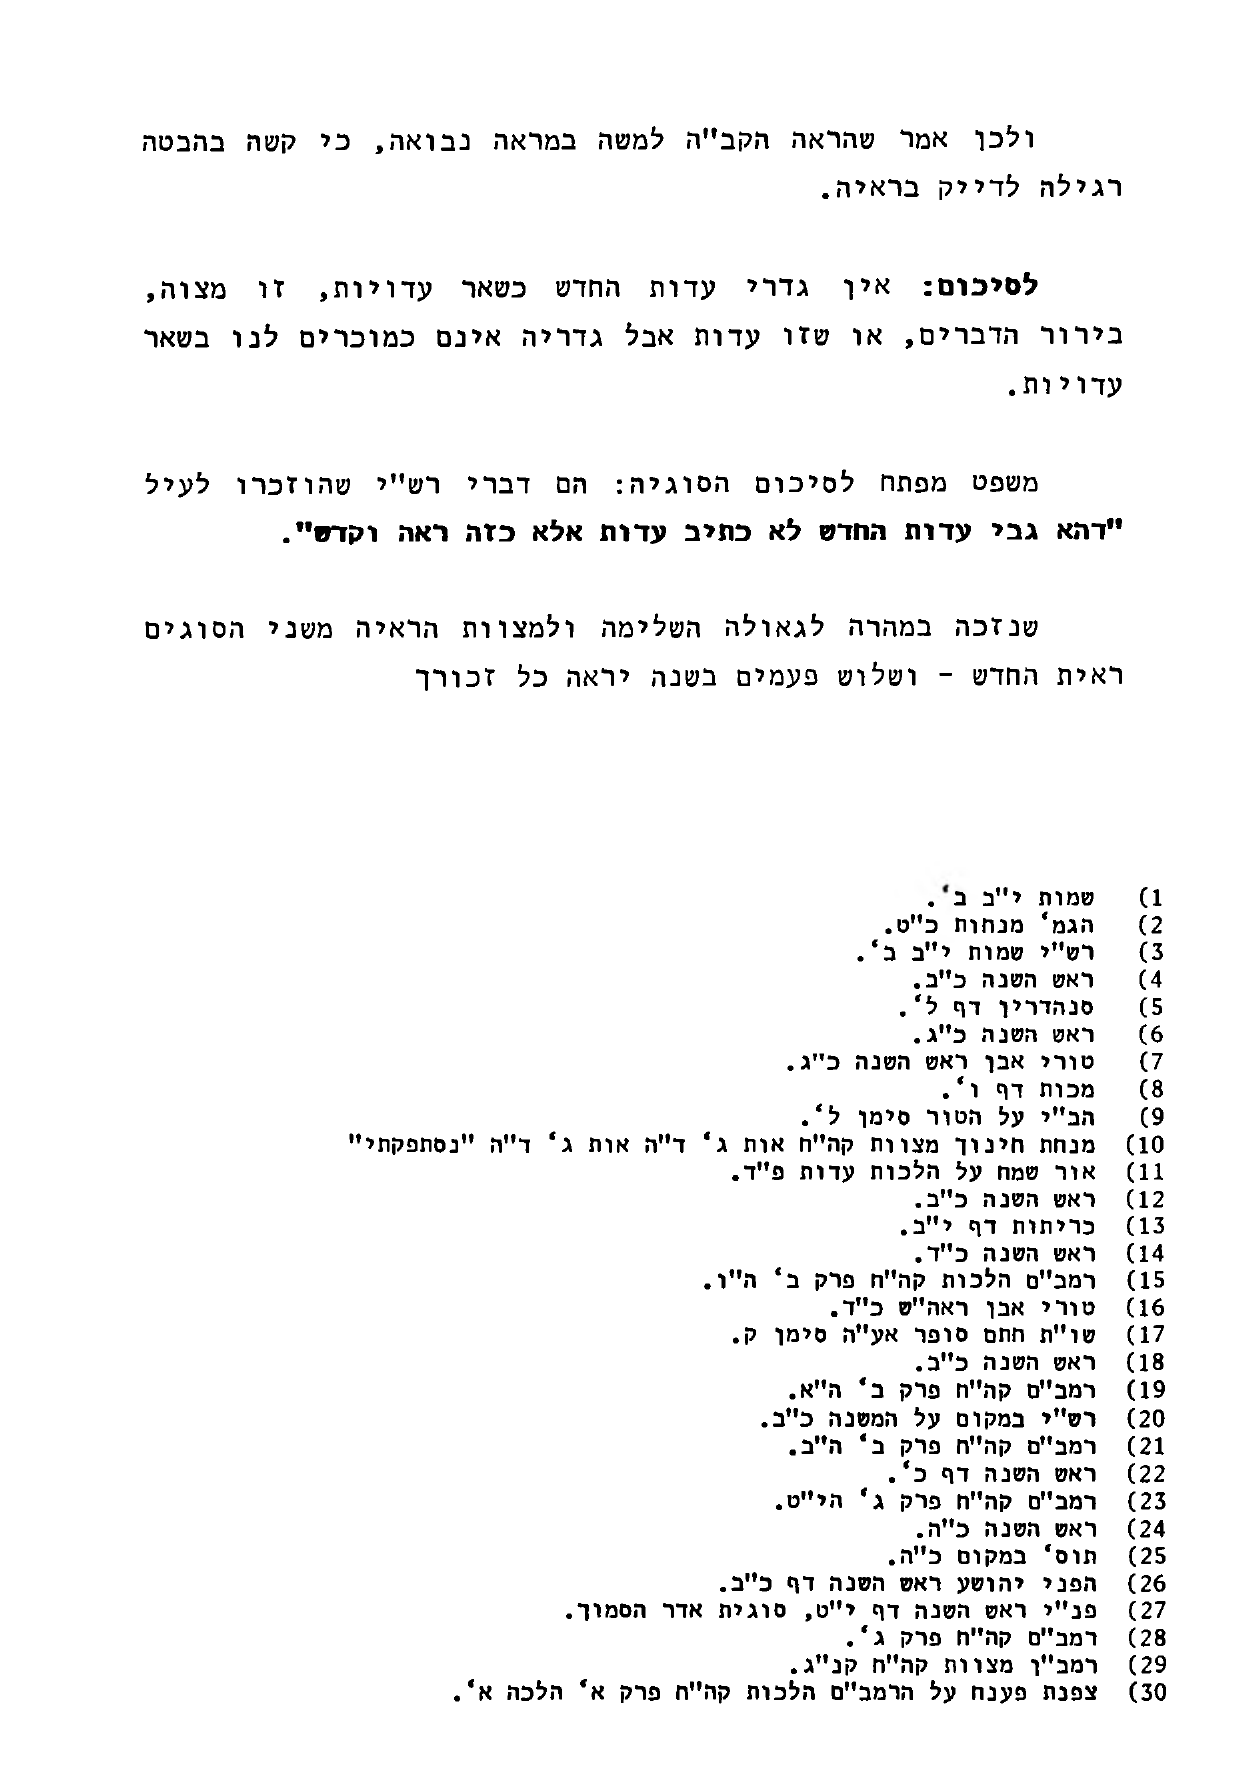 ולכן אמר שהראה הקב"ה למשה במראה נבואה, כי קשה בהבטה
רגילה לדייק בראיה.
לסיכום: אין גדרי עדות החדש כשאר עדויות, זו מצוה,
בירור הדברים, או שזו עדות אבל גדריה אינם כמוכרים לנו בשאר
עדויות.
משפט מפתח לסיכום הסוגיה: הם דברי רש"י שהוזכרו לעיל
"דהא גבי עדות החדש לא כתיב עדות אלא כזה ראה וקדש".
שנזכה במהרה לגאולה השלימה ולמצוות הראיה משני הסוגים
ראית החדש - ושלוש פעמים בשנה יראה כל זכורך
1) שמות י"ב ב'.
2) הגמ' מנחות כ"ט.
3) רש"י שמות י"ב ב'.
4) ראש השנה כ"ב.
5) סנהדרין דף ל'.
6) ראש השנה כ"ג.
7) טורי אבן ראש השנה כ"ג.
8) מכות דף ו'.
9) הב"י על הטור סימן ל'.
10) מנחת חינוך מצוות קה"ח אות ג' ד"ה אות ג' ד"ה "נסתפקתי"
11) אור שמח על הלכות עדות פ"ד.
12) ראש השנה כ"ב.
13) כריתות דף י"ב.
14) ראש השנה כ"ד.
15) רמב"ם הלכות קה"ח פרק ב' ה"ו.
16) טורי אבן ראה"ש כ"ד.
17) שו"ת חתם סופר אע"ה סימן ק.
18) ראש השנה כ"ב.
19) רמב"ם קה"ח פרק ב' ה"א.
20) רש"י במקום על המשנה כ"ב.
21) רמב"ם קה"ח פרק ב' ה"ב.
22) ראש השנה דף כ'.
23) רמב"ם קה"ח פרק ג' הי"ט.
24) ראש השנה כ"ה.
25) תוס' במקום כ"ה.
26) הפני יהושע ראש השנה דף כ"ב.
27) פנ"י ראש השנה דף י"ט, סוגית אדר הסמוך.
28) רמב"ם קה"ח פרק ג'.
29) רמב"ן מצוות קה"ח קנ"ג.
30) צפנת פענח על הרמב"ם הלכות קה"ח פרק א' הלכה א'.